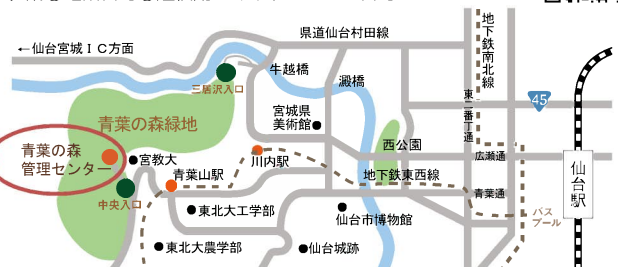 県道仙台村田線
←仙台宮城ＩＣ方面
地下鉄南北線
牛越橋
澱橋
三居沢入口
45
東二番丁通
宮城県
美術館
青葉の森緑地
西公園
青葉の森
管理センター
宮教大
川内駅
広瀬通
仙台駅
青葉山駅
地下鉄東西線
青葉通
中央入口
東北大工学部
仙台市博物館
バス
プール
東北大農学部
仙台城跡